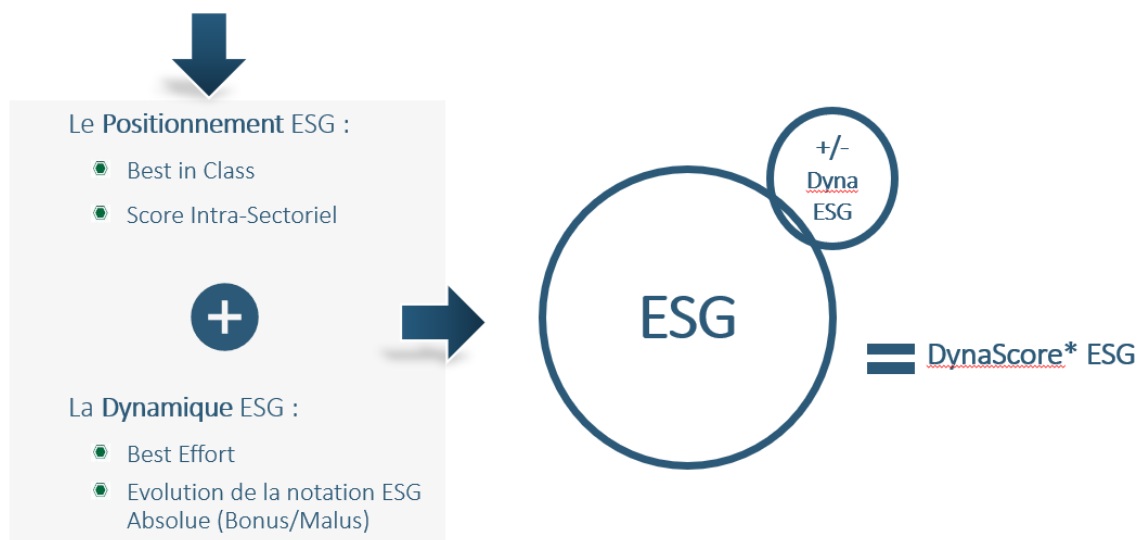 Le Positionnement ESG :
Best in Class
Score Intra-Sectoriel
+
La Dynamique ESG :
Best Effort
Evolution de la notation ESG
Absolue (Bonus/Malus)
+/-
Dyna
ESG
ESG
= DynaScore* ESG